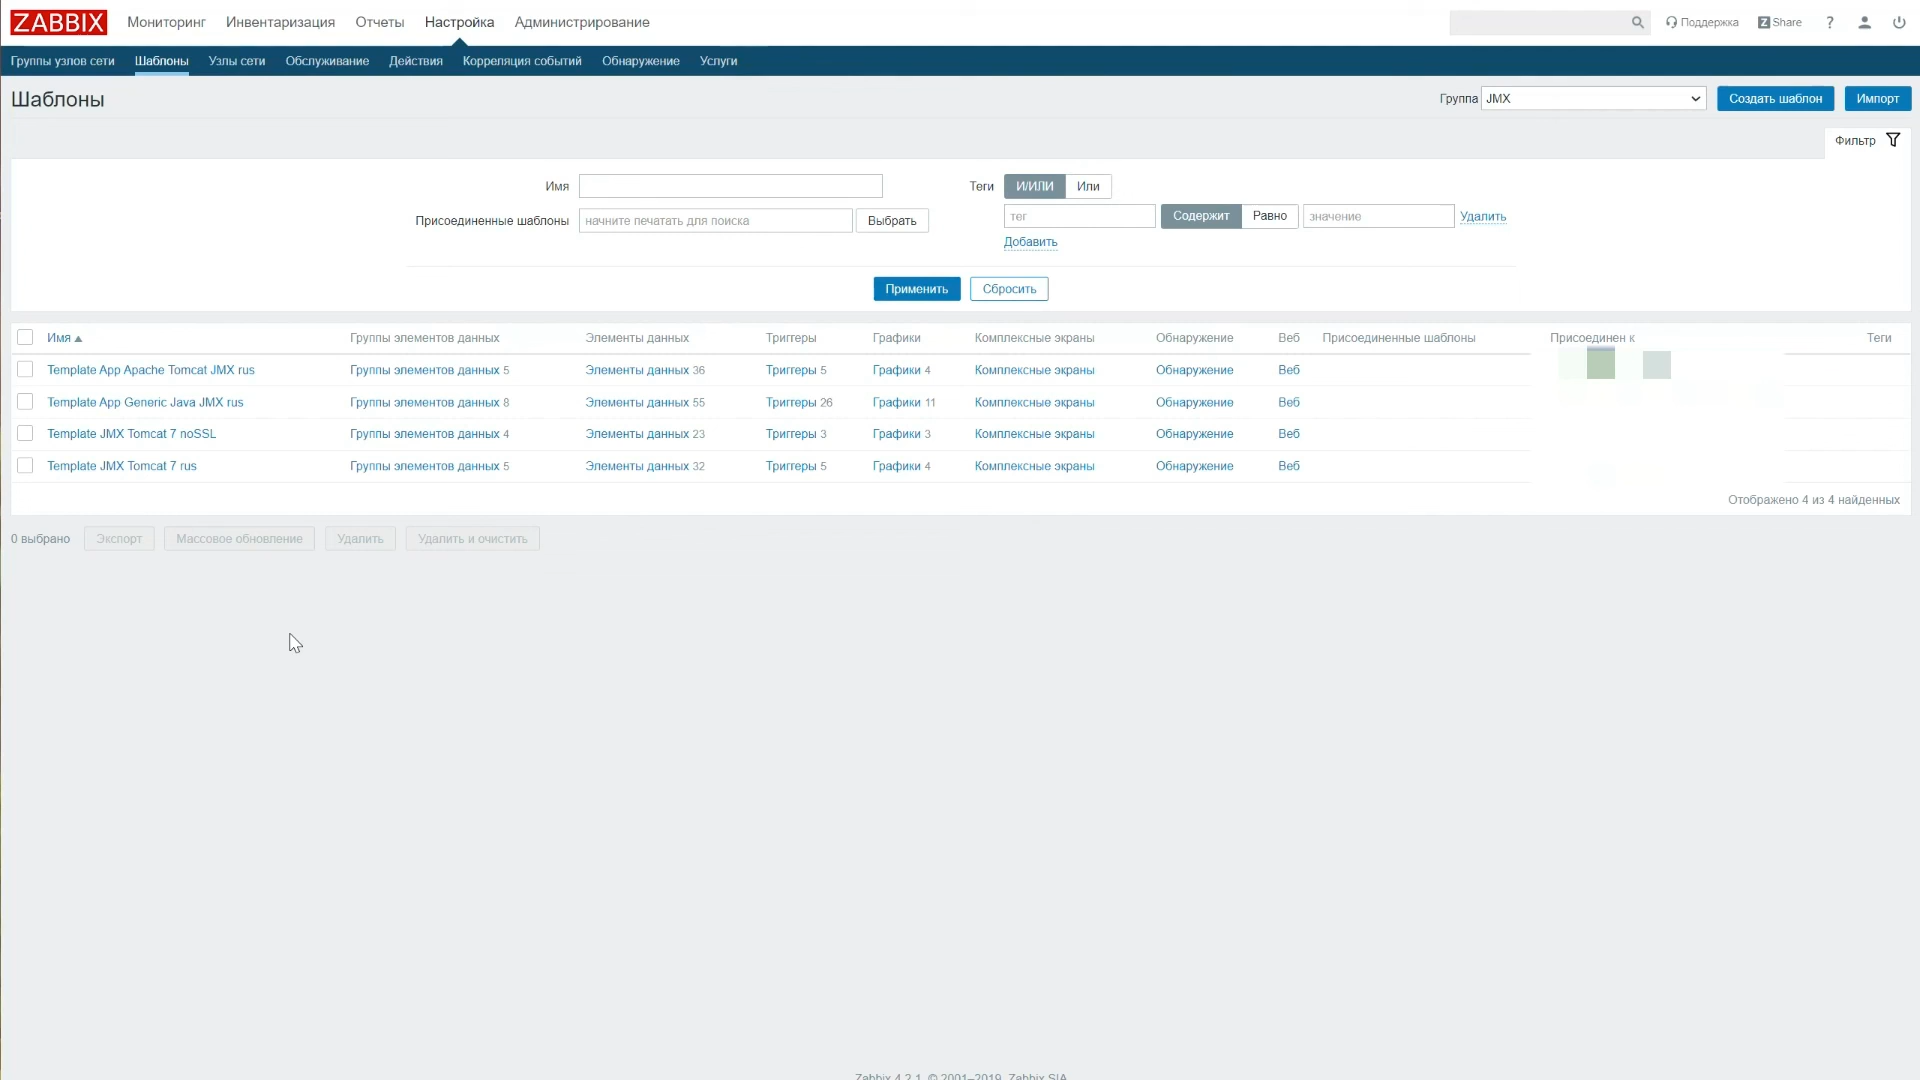 ZABBIX Мониторинг Инвентаризация Отчеты Настройка Администрирование Поддержка Z Share ?
Группы узлов сети Шаблоны Узлы сети Обслуживание Действия Корреляция событий Обнаружение Услуги
Шаблоны Группа JMX Создать шаблон Импорт
Фильтр
Имя Теги И/ИЛИ Или
Присоединенные шаблоны начните печатать для поиска Выбрать тег Содержит Равно значение Удалить
Добавить
Применить Сбросить
Имя Группы элементов данных Элементы данных Триггеры Графики Комплексные экраны Обнаружение Веб Присоединенные шаблоны Присоединен к Теги
Template App Apache Tomcat JMX rus Группы элементов данных 5 Элементы данных 36 Триггеры 5 Графики 4 Комплексные экраны Обнаружение Веб
Template App Generic Java JMX rus Группы элементов данных 8 Элементы данных 55 Триггеры 26 Графики 11 Комплексные экраны Обнаружение Веб
Template JMX Tomcat 7 noSSL Группы элементов данных 4 Элементы данных 23 Триггеры 3 Графики 3 Комплексные экраны Обнаружение Веб
Template JMX Tomcat 7 rus Группы элементов данных 5 Элементы данных 32 Триггеры 5 Графики 4 Комплексные экраны Обнаружение Веб
Отображено 4 из 4 найденных
0 выбрано Экспорт Массовое обновление Удалить Удалить и очистить
Zabbix 4.2.1. © 2001–2019, Zabbix SIA